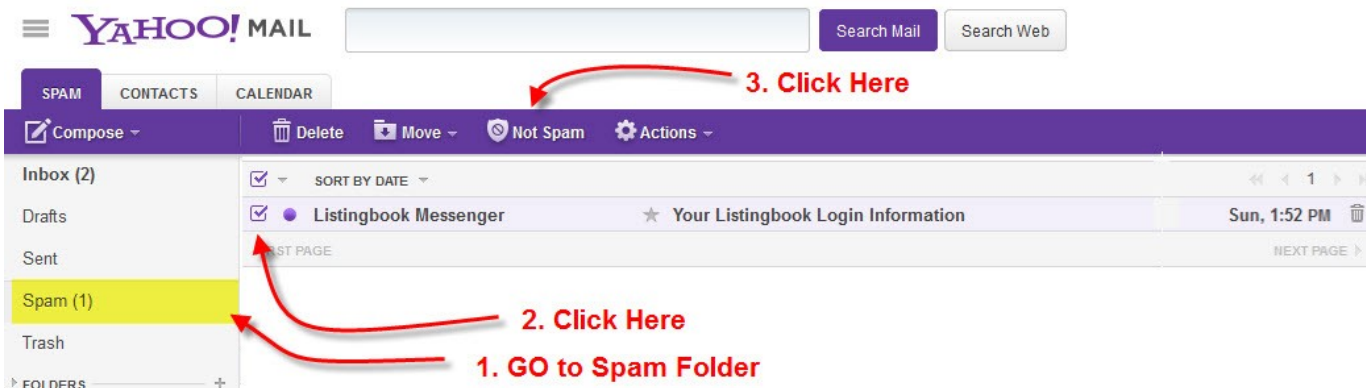 YAHOO! MAIL
Search Mail
Search Web
3. Click Here
SPAM CONTACTS CALENDAR
Compose Delete Move Not Spam Actions
Inbox (2)
SORT BY DATE 1
Drafts
Listingbook Messenger Your Listingbook Login Information Sun, 1:52 PM
Sent
RST PAGE NEXT PAGE
Spam (1)
2. Click Here
Trash
1. GO to Spam Folder
FOLDERS